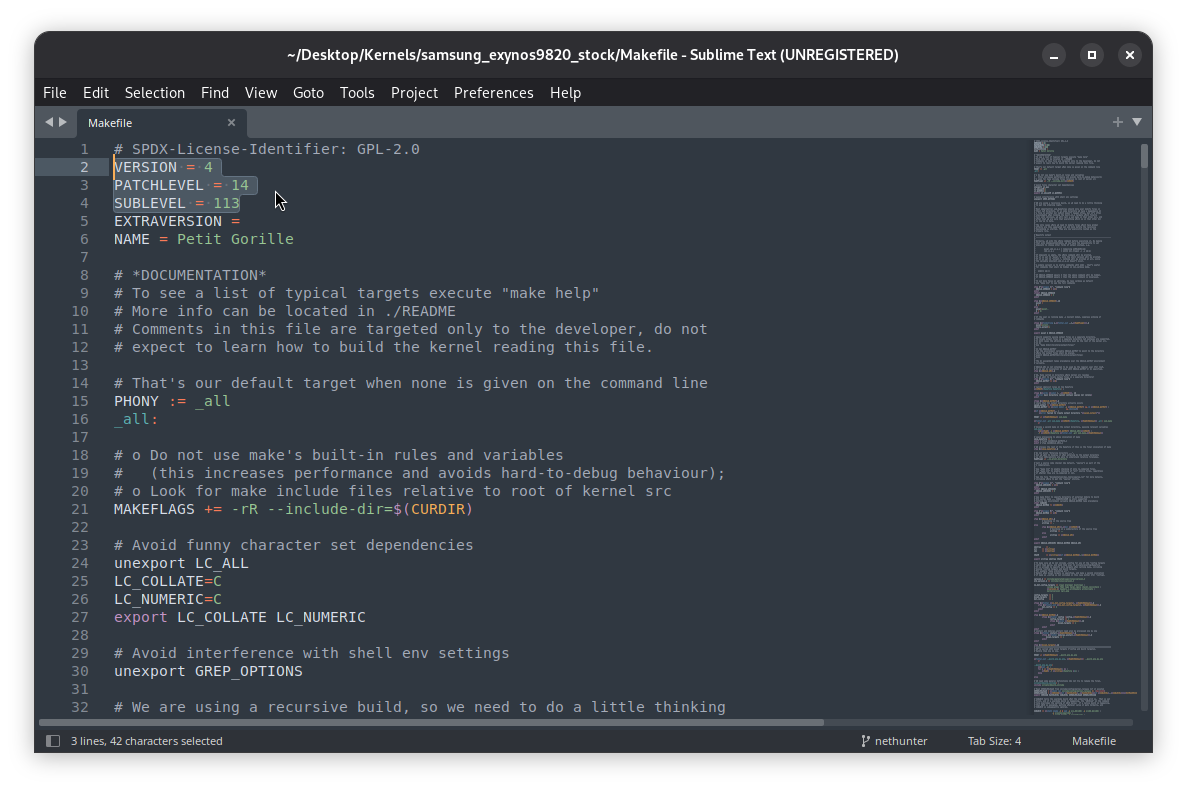 ~/Desktop/Kernels/samsung_exynos9820_stock/Makefile - Sublime Text (UNREGISTERED)
File Edit Selection Find View Goto Tools Project Preferences Help
Makefile
1 # SPDX-License-Identifier: GPL-2.0
2 VERSION = 4
3 PATCHLEVEL = 14
4 SUBLEVEL = 113
5 EXTRAVERSION =
6 NAME = Petit Gorille
7
8 # *DOCUMENTATION*
9 # To see a list of typical targets execute "make help"
10 # More info can be located in ./README
11 # Comments in this file are targeted only to the developer, do not
12 # expect to learn how to build the kernel reading this file.
13
14 # That's our default target when none is given on the command line
15 PHONY := _all
16 _all:
17
18 # o Do not use make's built-in rules and variables
19 #   (this increases performance and avoids hard-to-debug behaviour);
20 # o Look for make include files relative to root of kernel src
21 MAKEFLAGS += -rR --include-dir=$(CURDIR)
22
23 # Avoid funny character set dependencies
24 unexport LC_ALL
25 LC_COLLATE=C
26 LC_NUMERIC=C
27 export LC_COLLATE LC_NUMERIC
28
29 # Avoid interference with shell env settings
30 unexport GREP_OPTIONS
31
32 # We are using a recursive build, so we need to do a little thinking
3 lines, 42 characters selected nethunter Tab Size: 4 Makefile